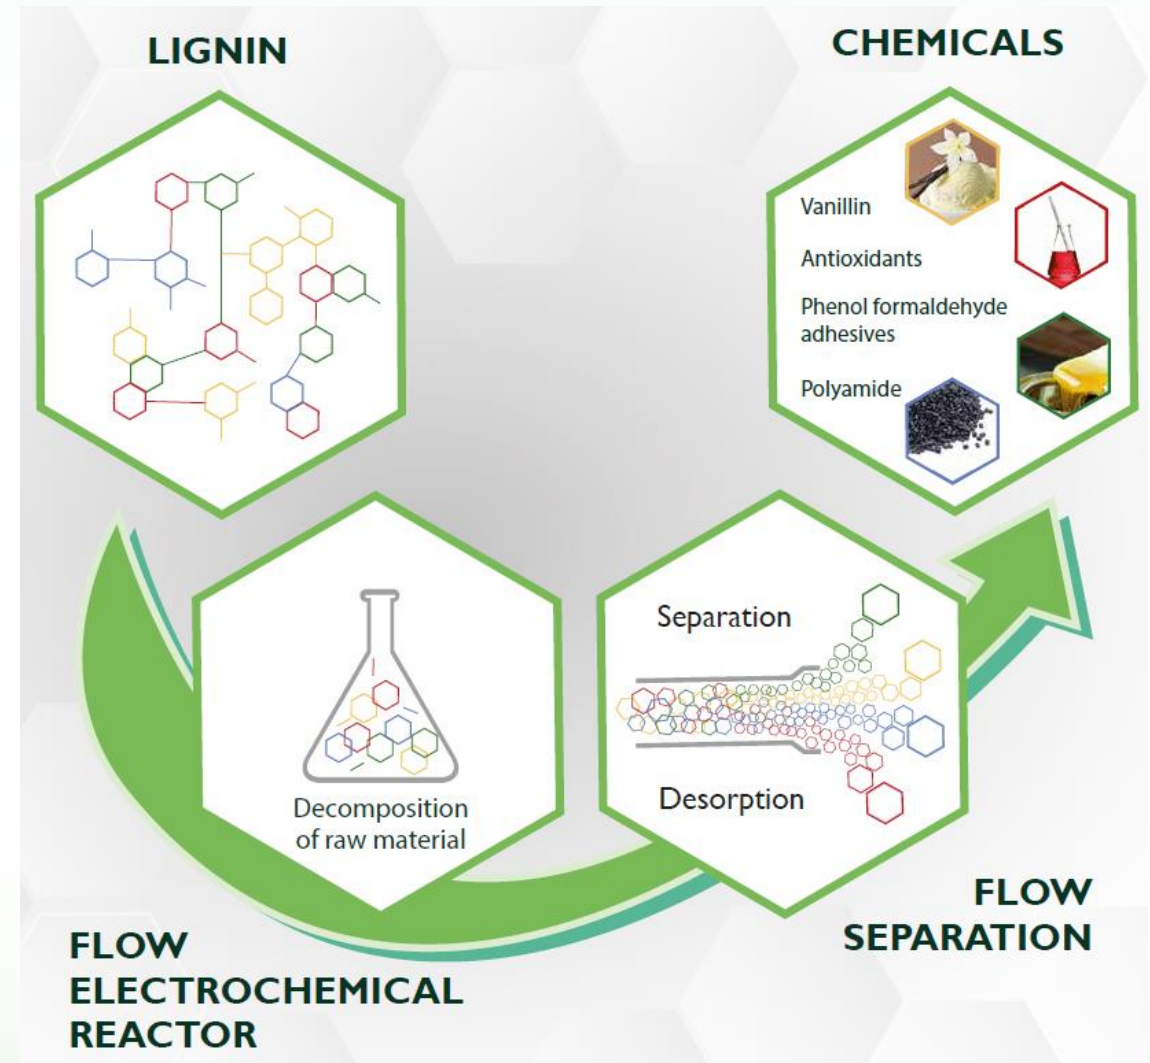 LIGNIN
CHEMICALS
Vanillin
Antioxidants
Phenol formaldehyde
adhesives
Polyamide
Decomposition
of raw material
Separation
Desorption
FLOW
ELECTROCHEMICAL
REACTOR
FLOW
SEPARATION